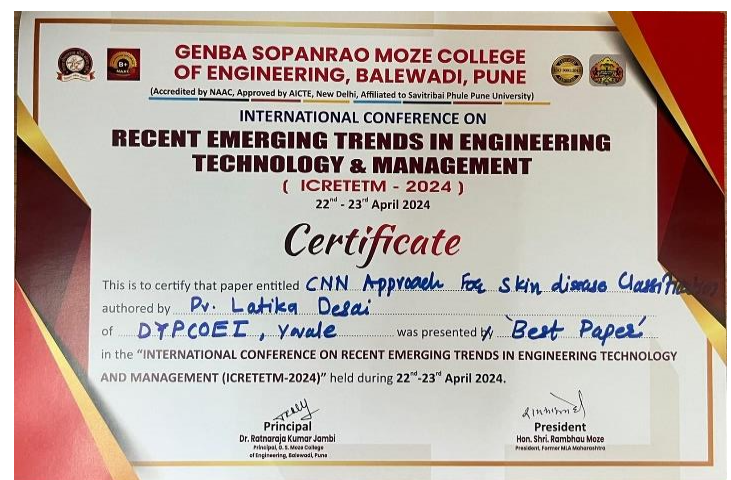 B+
NAAC
GENBA SOPANRAO MOZE COLLEGE
OF ENGINEERING, BALEWADI, PUNE
(Accredited by NAAC, Approved by AICTE, New Delhi, Affiliated to Savitribai Phule Pune University)
INTERNATIONAL CONFERENCE ON
RECENT EMERGING TRENDS IN ENGINEERING
TECHNOLOGY & MANAGEMENT
( ICRETETM - 2024 )
22nd - 23rd April 2024
Certificate
This is to certify that paper entitled CNN Approach For Skin disease Classification
authored by Dr. Latika Desai
of DYPCOEI, Varale was presented by 'Best Paper'
in the "INTERNATIONAL CONFERENCE ON RECENT EMERGING TRENDS IN ENGINEERING TECHNOLOGY
AND MANAGEMENT (ICRETETM-2024)" held during 22nd-23rd April 2024.
Principal
Dr. Ratnaraja Kumar Jambi
Principal, G. S. Moze College
of Engineering, Balewadi, Pune
President
Hon. Shri. Rambhau Moze
President, Former MLA Maharashtra